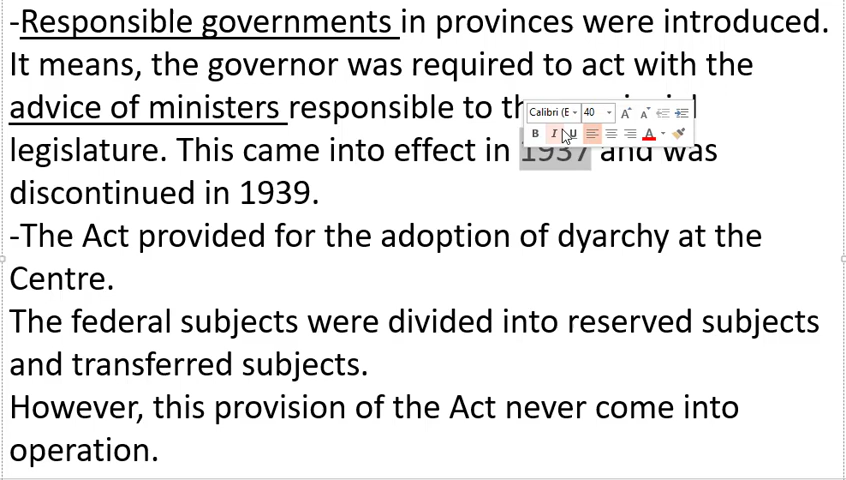 -Responsible governments in provinces were introduced.
It means, the governor was required to act with the
advice of ministers responsible to the
legislature. This came into effect in 1937 and was
discontinued in 1939.
-The Act provided for the adoption of dyarchy at the
Centre.
The federal subjects were divided into reserved subjects
and transferred subjects.
However, this provision of the Act never come into
operation.
Calibri (E 40 A A
B I U A